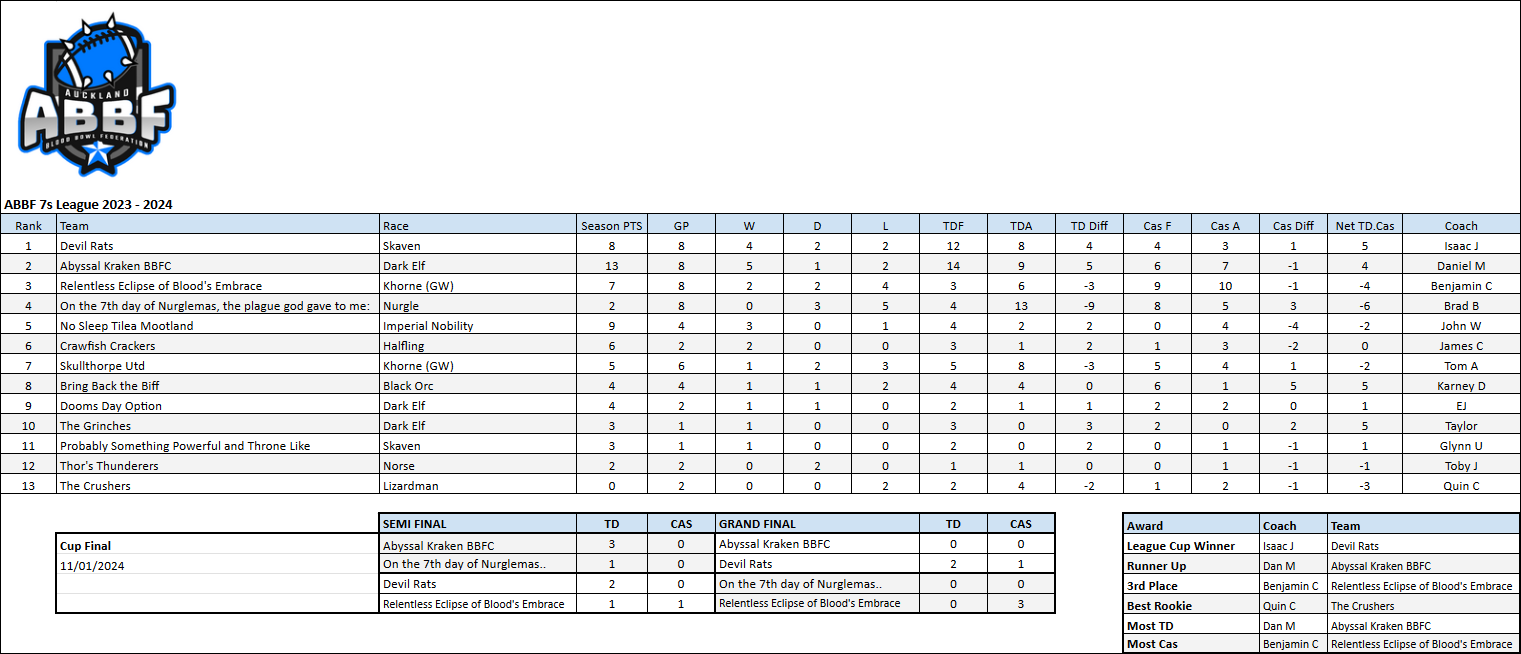 AUCKLAND
ABBF
BLOOD BOWL FEDERATION
ABBF 7s League 2023 - 2024
Rank Team Race Season PTS GP W D L TDF TDA TD Diff Cas F Cas A Cas Diff Net TD.Cas Coach
1 Devil Rats Skaven 8 8 4 2 2 12 8 4 4 3 1 5 Isaac J
2 Abyssal Kraken BBFC Dark Elf 13 8 5 1 2 14 9 5 6 7 -1 4 Daniel M
3 Relentless Eclipse of Blood's Embrace Khorne (GW) 7 8 2 2 4 3 6 -3 9 10 -1 -4 Benjamin C
4 On the 7th day of Nurglemas, the plague god gave to me: Nurgle 2 8 0 3 5 4 13 -9 8 5 3 -6 Brad B
5 No Sleep Tilea Mootland Imperial Nobility 9 4 3 0 1 4 2 2 0 4 -4 -2 John W
6 Crawfish Crackers Halfling 6 2 2 0 0 3 1 2 1 3 -2 0 James C
7 Skullthorpe Utd Khorne (GW) 5 6 1 2 3 5 8 -3 5 4 1 -2 Tom A
8 Bring Back the Biff Black Orc 4 4 1 1 2 4 4 0 6 1 5 5 Karney D
9 Dooms Day Option Dark Elf 4 2 1 1 0 2 1 1 2 2 0 1 EJ
10 The Grinches Dark Elf 3 1 1 0 0 3 0 3 2 0 2 5 Taylor
11 Probably Something Powerful and Throne Like Skaven 3 1 1 0 0 2 0 2 0 1 -1 1 Glynn U
12 Thor's Thunderers Norse 2 2 0 2 0 1 1 0 0 1 -1 -1 Toby J
13 The Crushers Lizardman 0 2 0 0 2 2 4 -2 1 2 -1 -3 Quin C
SEMI FINAL TD CAS GRAND FINAL TD CAS
Cup Final Abyssal Kraken BBFC 3 0 Abyssal Kraken BBFC 0 0
11/01/2024 On the 7th day of Nurglemas.. 1 0 Devil Rats 2 1
Devil Rats 2 0 On the 7th day of Nurglemas.. 0 0
Relentless Eclipse of Blood's Embrace 1 1 Relentless Eclipse of Blood's Embrace 0 3
Award Coach Team
League Cup Winner Isaac J Devil Rats
Runner Up Dan M Abyssal Kraken BBFC
3rd Place Benjamin C Relentless Eclipse of Blood's Embrace
Best Rookie Quin C The Crushers
Most TD Dan M Abyssal Kraken BBFC
Most Cas Benjamin C Relentless Eclipse of Blood's Embrace